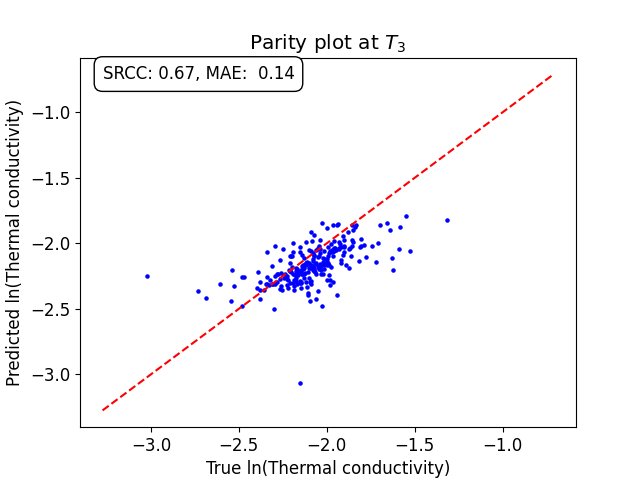 Parity plot at T₃
SRCC: 0.67, MAE:  0.14
−1.0
−1.5
−2.0
−2.5
−3.0
Predicted ln(Thermal conductivity)
−3.0 −2.5 −2.0 −1.5 −1.0
True ln(Thermal conductivity)